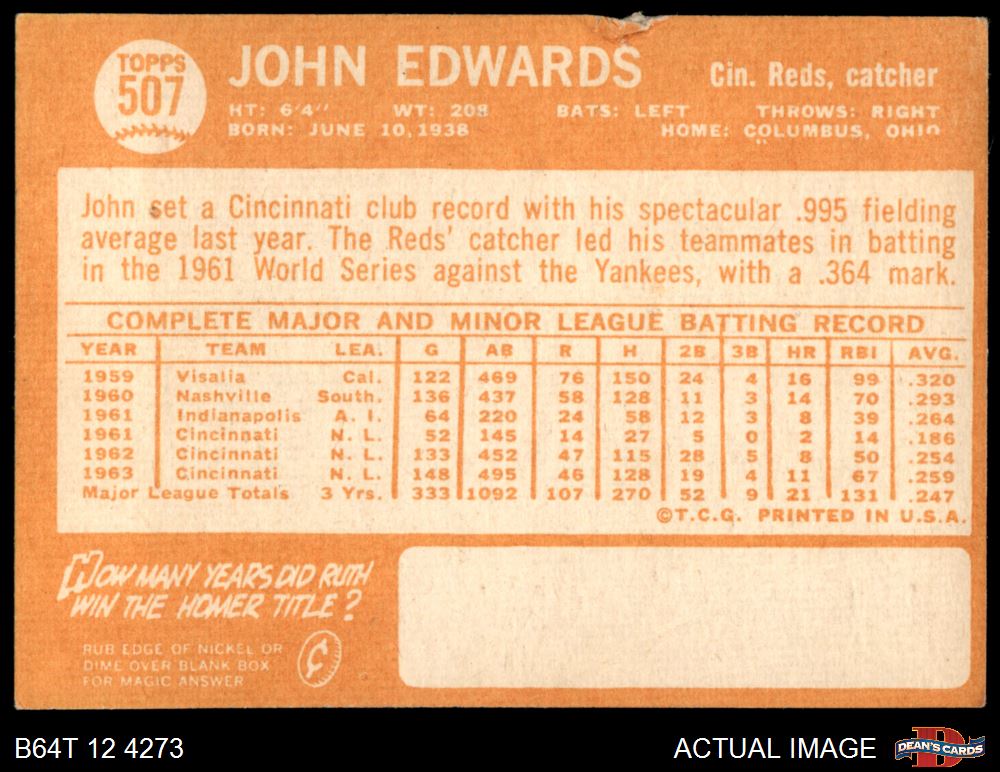 TOPPS
507
JOHN EDWARDS
Cin. Reds, catcher
HT: 6'4" WT: 208 BATS: LEFT THROWS: RIGHT
BORN: JUNE 10, 1938 HOME: COLUMBUS, OHIO
John set a Cincinnati club record with his spectacular .995 fielding
average last year. The Reds' catcher led his teammates in batting
in the 1961 World Series against the Yankees, with a .364 mark.
COMPLETE MAJOR AND MINOR LEAGUE BATTING RECORD
YEAR TEAM LEA. G AB R H 2B 3B HR RBI AVG.
1959 Visalia Cal. 122 469 76 150 24 4 16 99 .320
1960 Nashville South. 136 437 58 128 11 3 14 70 .293
1961 Indianapolis A. I. 64 220 24 58 12 3 8 39 .264
1961 Cincinnati N. L. 52 145 14 27 5 0 2 14 .186
1962 Cincinnati N. L. 133 452 47 115 28 5 8 50 .254
1963 Cincinnati N. L. 148 495 46 128 19 4 11 67 .259
Major League Totals 3 Yrs. 333 1092 107 270 52 9 21 131 .247
©T.C.G. PRINTED IN U.S.A.
HOW MANY YEARS DID RUTH
WIN THE HOMER TITLE?
RUB EDGE OF NICKEL OR
DIME OVER BLANK BOX
FOR MAGIC ANSWER
¢
B64T 12 4273
ACTUAL IMAGE
D
DEAN'S CARDS